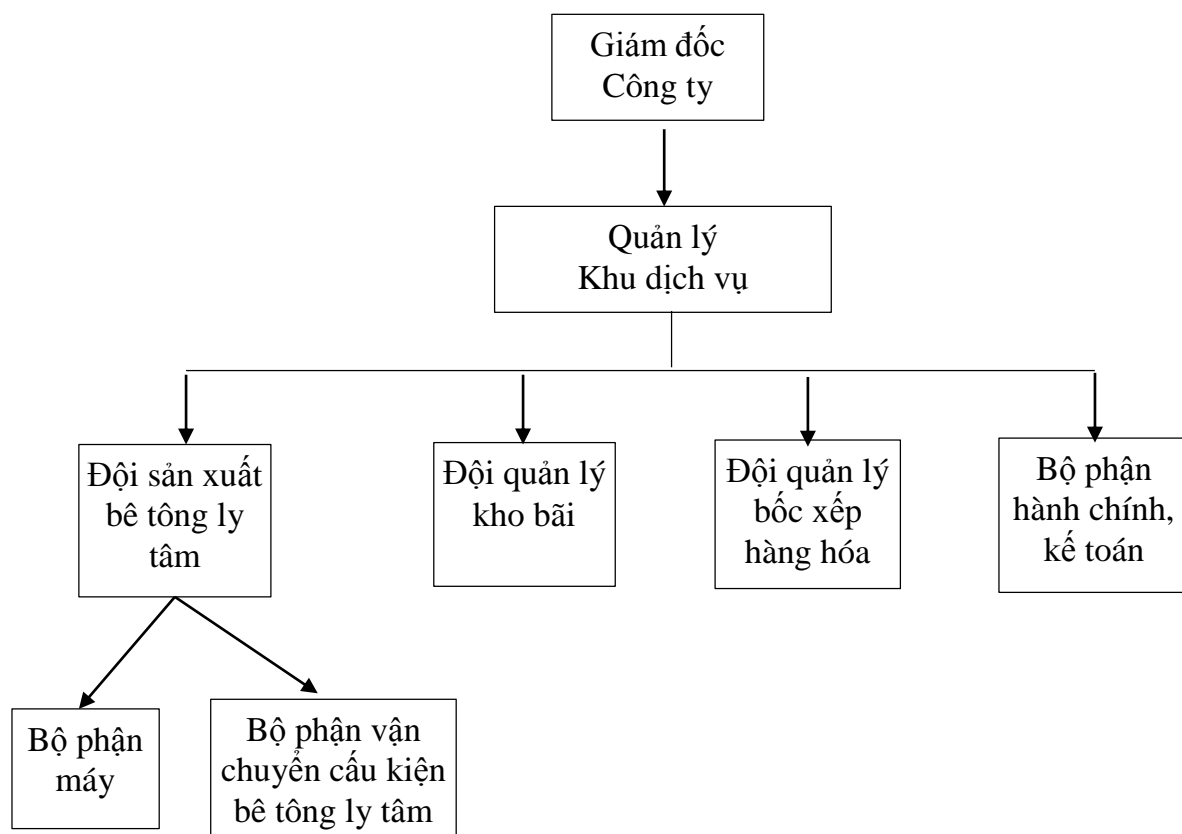 Giám đốc
Công ty
Quản lý
Khu dịch vụ
Đội sản xuất
bê tông ly
tâm
Đội quản lý
kho bãi
Đội quản lý
bốc xếp
hàng hóa
Bộ phận
hành chính,
kế toán
Bộ phận
máy
Bộ phận vận
chuyển cấu kiện
bê tông ly tâm